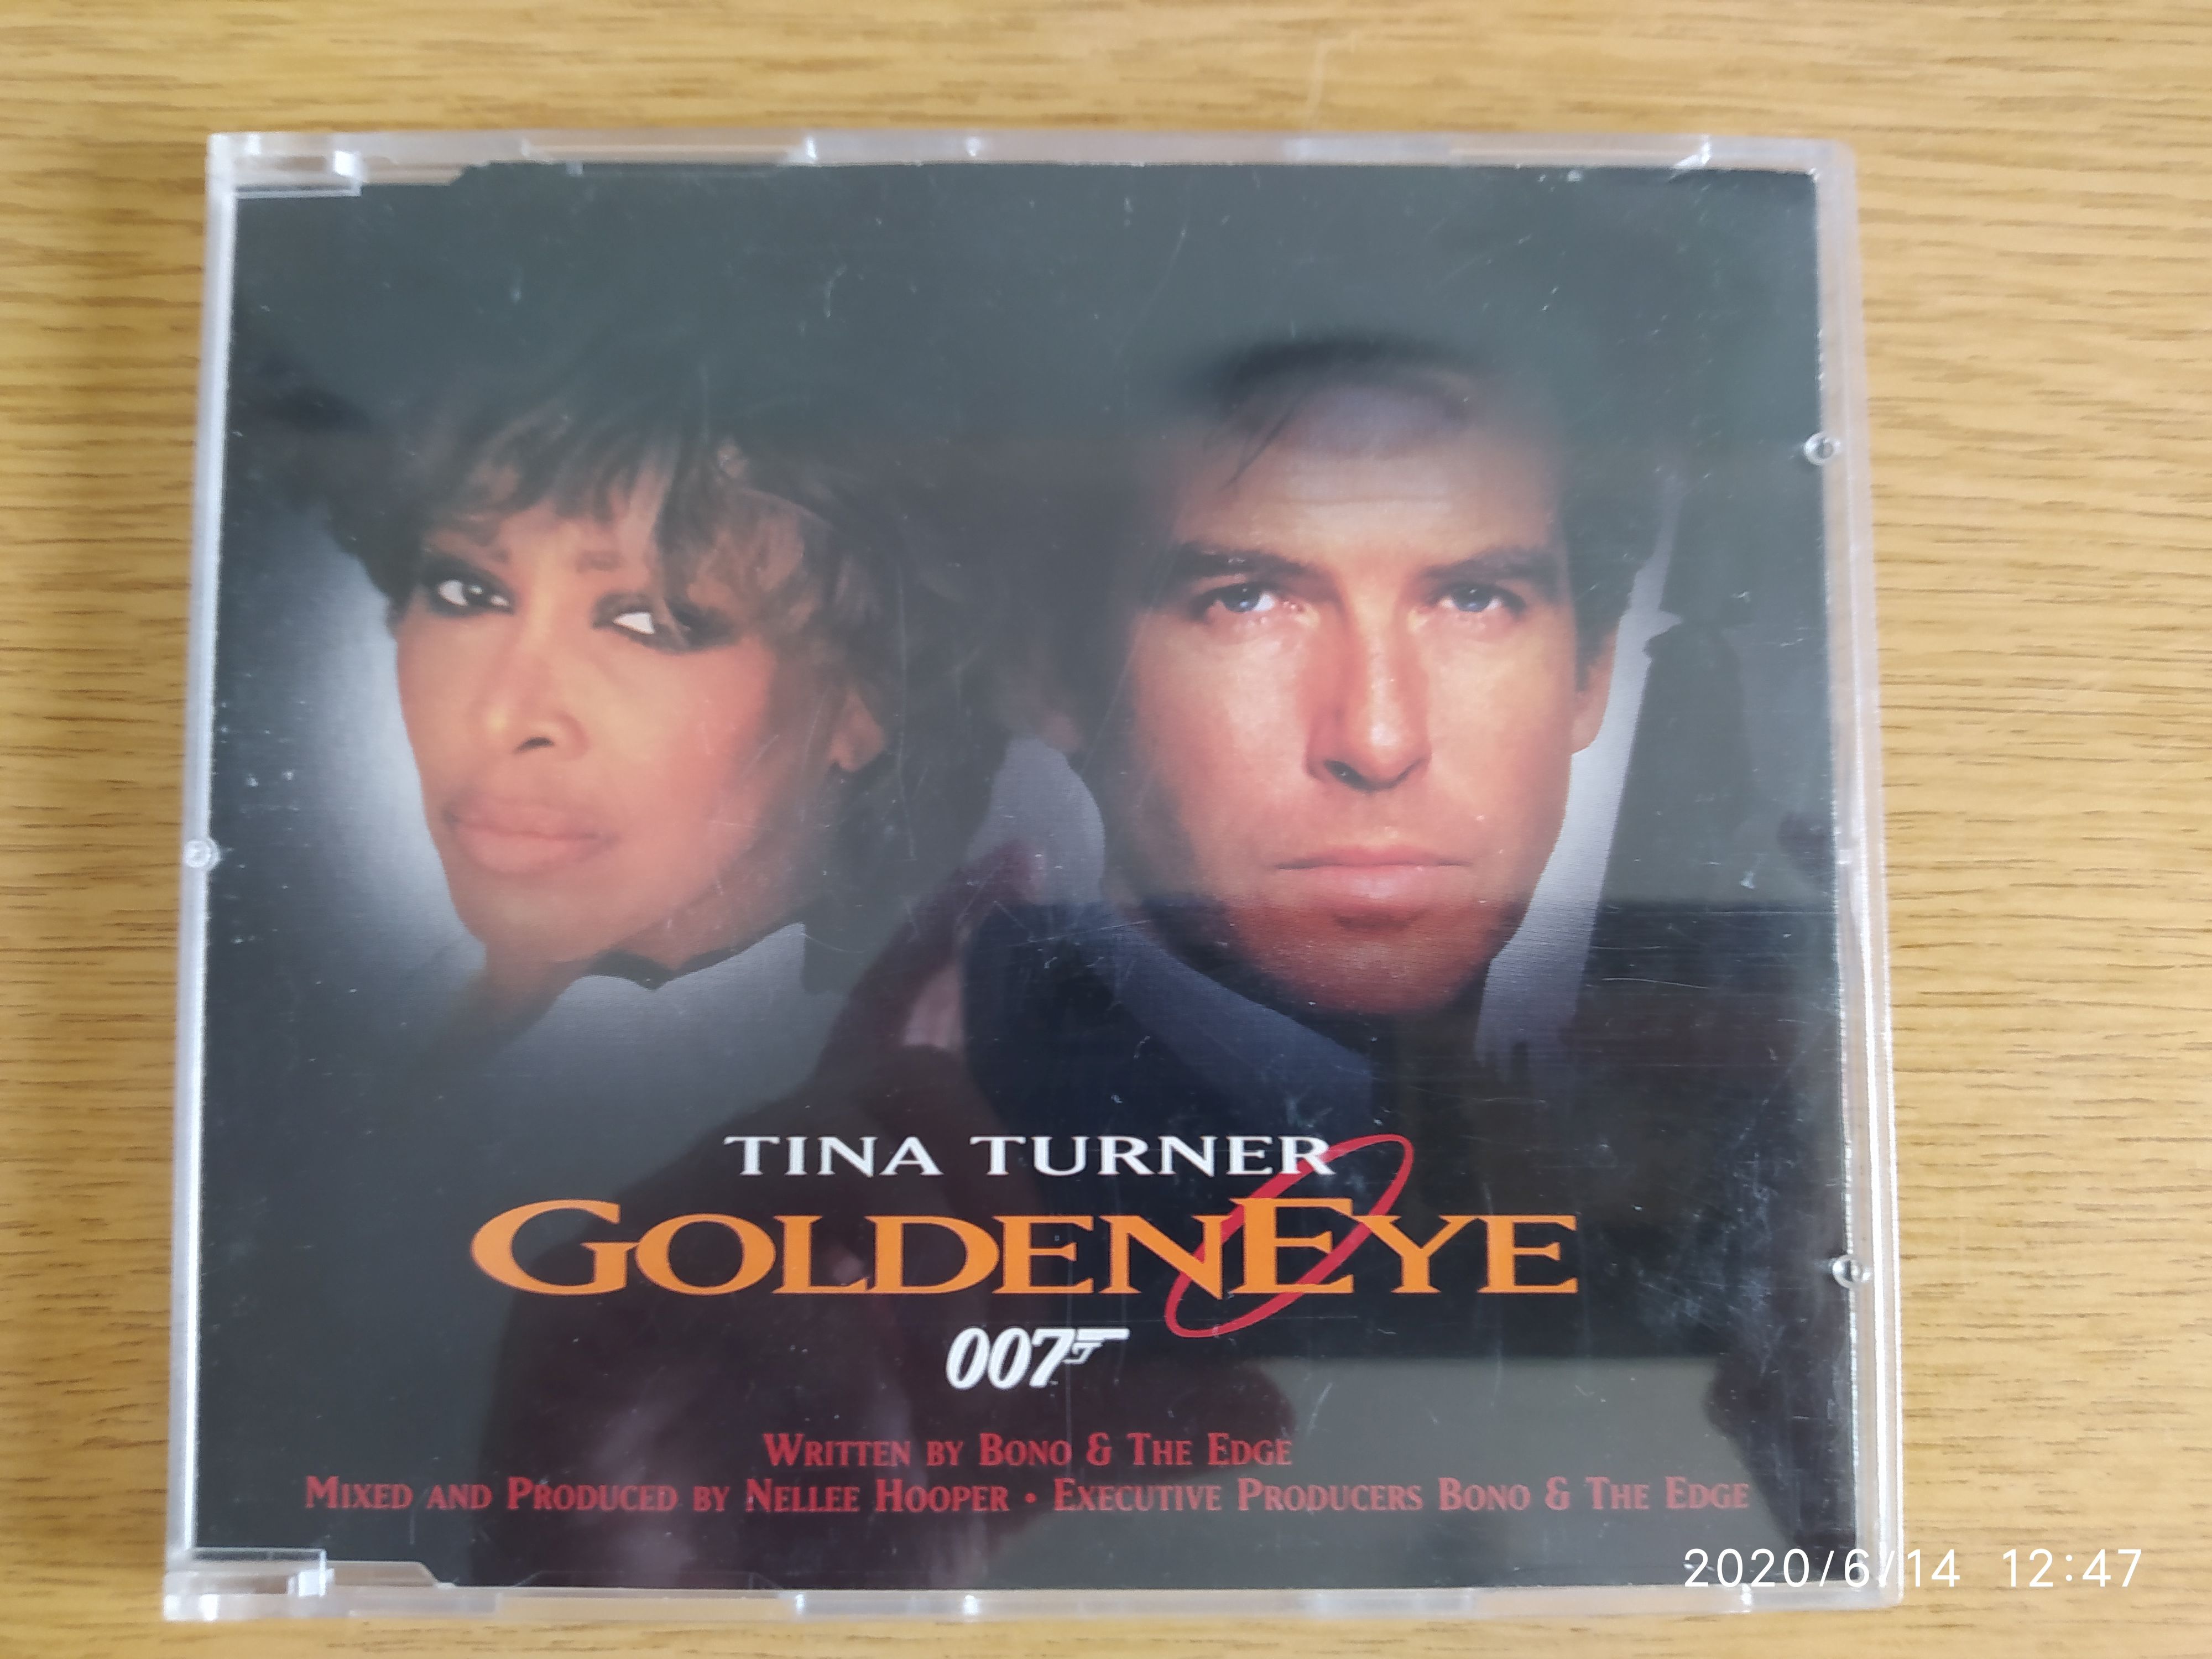 TINA TURNER
GOLDENEYE
007
WRITTEN BY BONO & THE EDGE
MIXED AND PRODUCED BY NELLEE HOOPER • EXECUTIVE PRODUCERS BONO & THE EDGE
2020/6/14 12:47